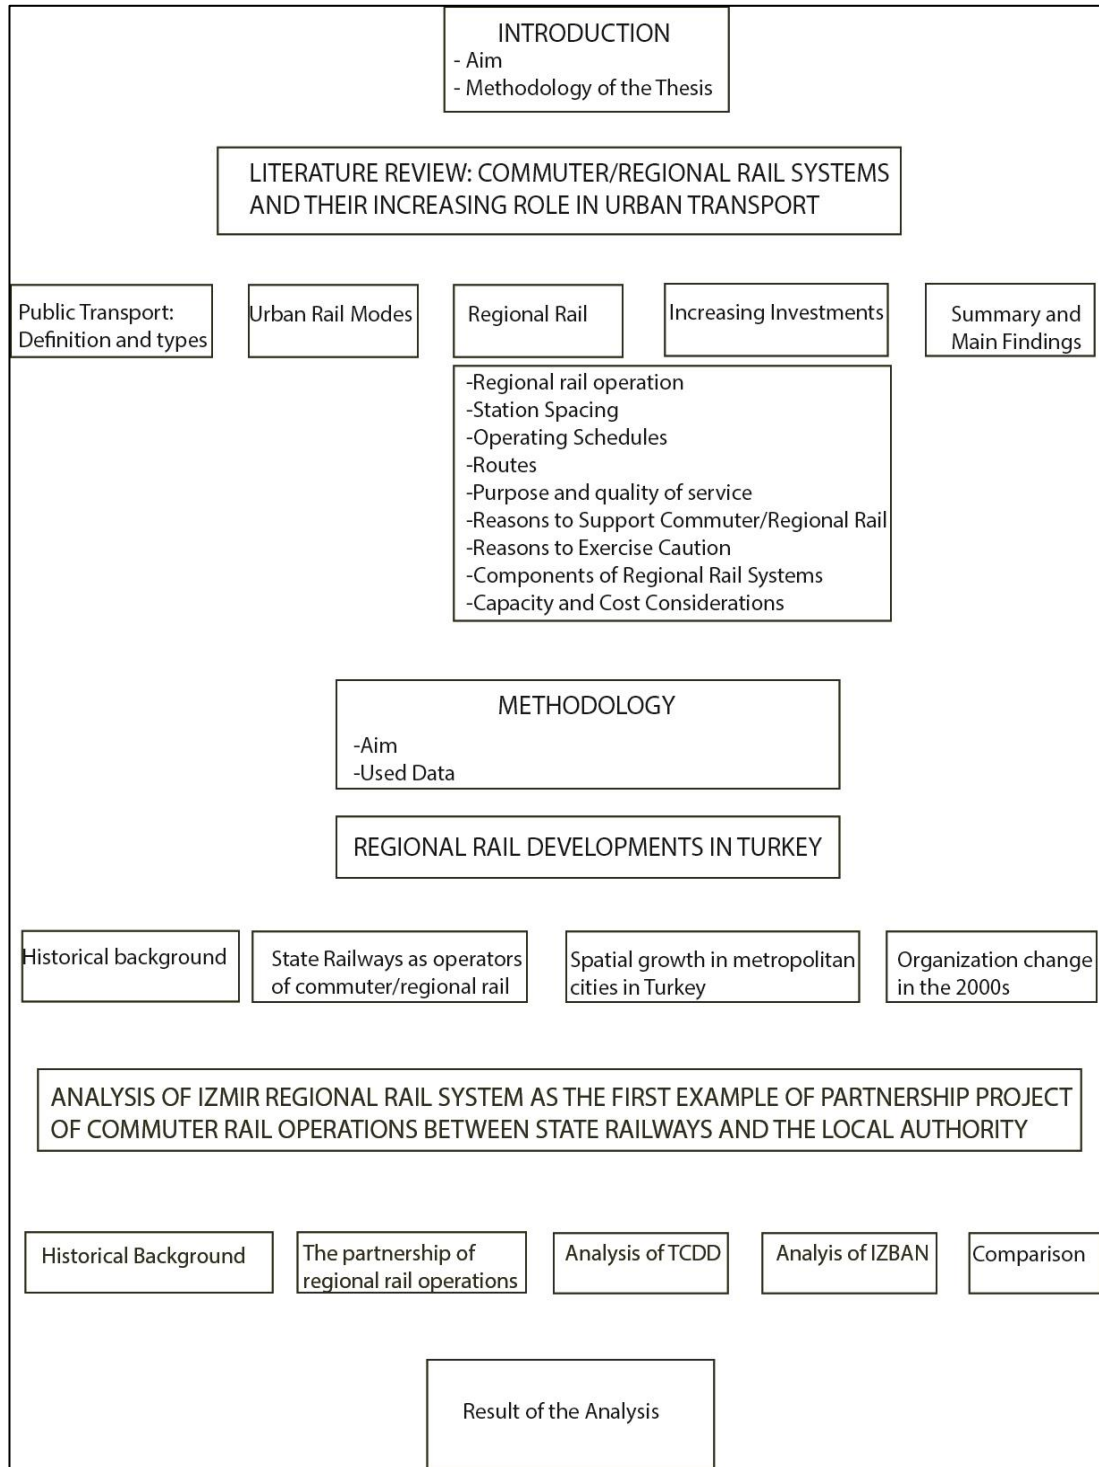 INTRODUCTION
- Aim
- Methodology of the Thesis
LITERATURE REVIEW: COMMUTER/REGIONAL RAIL SYSTEMS
AND THEIR INCREASING ROLE IN URBAN TRANSPORT
Public Transport:
Definition and types
Urban Rail Modes
Regional Rail
Increasing Investments
Summary and
Main Findings
-Regional rail operation
-Station Spacing
-Operating Schedules
-Routes
-Purpose and quality of service
-Reasons to Support Commuter/Regional Rail
-Reasons to Exercise Caution
-Components of Regional Rail Systems
-Capacity and Cost Considerations
METHODOLOGY
-Aim
-Used Data
REGIONAL RAIL DEVELOPMENTS IN TURKEY
Historical background
State Railways as operators
of commuter/regional rail
Spatial growth in metropolitan
cities in Turkey
Organization change
in the 2000s
ANALYSIS OF IZMIR REGIONAL RAIL SYSTEM AS THE FIRST EXAMPLE OF PARTNERSHIP PROJECT
OF COMMUTER RAIL OPERATIONS BETWEEN STATE RAILWAYS AND THE LOCAL AUTHORITY
Historical Background
The partnership of
regional rail operations
Analysis of TCDD
Analyis of IZBAN
Comparison
Result of the Analysis